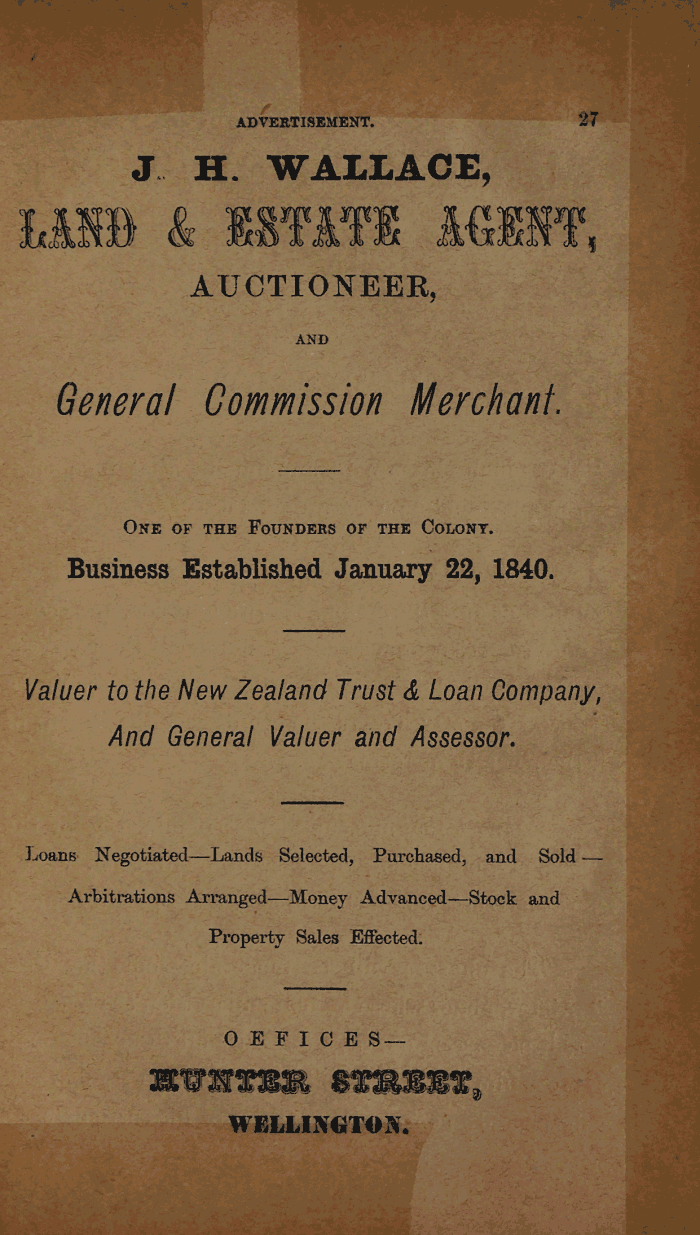 ADVERTISEMENT. 27
J. H. WALLACE,
LAND & ESTATE AGENT,
AUCTIONEER,
AND
General Commission Merchant.
ONE OF THE FOUNDERS OF THE COLONY.
Business Established January 22, 1840.
Valuer to the New Zealand Trust & Loan Company,
And General Valuer and Assessor.
Loans Negotiated—Lands Selected, Purchased, and Sold—
Arbitrations Arranged—Money Advanced—Stock and
Property Sales Effected.
OEFICES—
HUNTER STREET,
WELLINGTON.